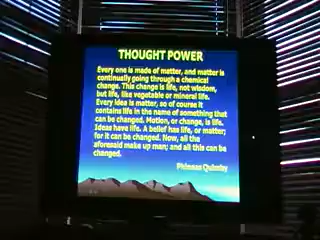 THOUGHT POWER
Every one is made of matter, and matter is
continually going through a chemical
change. This change is life, not wisdom,
but life, like vegetable or mineral life.
Every idea is matter, so of course it
contains life in the name of something that
can be changed. Motion, or change, is life.
Ideas have life. A belief has life, or matter;
for it can be changed. Now, all the
aforesaid make up man; and all this can be
changed.
Phineas Quimby